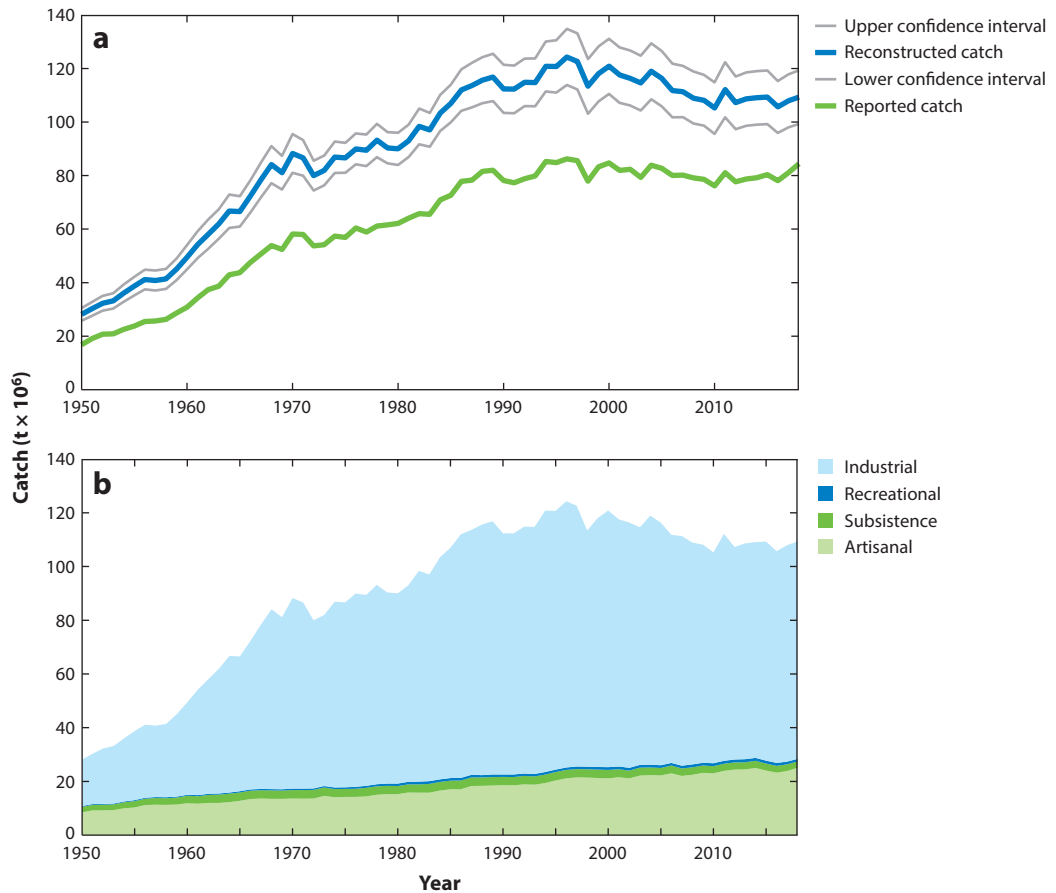 a
140
120
100
80
60
40
20
0
1950 1960 1970 1980 1990 2000 2010
Upper confidence interval
Reconstructed catch
Lower confidence interval
Reported catch
Catch (t × 10⁶)
b
140
120
100
80
60
40
20
0
1950 1960 1970 1980 1990 2000 2010
Year
Industrial
Recreational
Subsistence
Artisanal